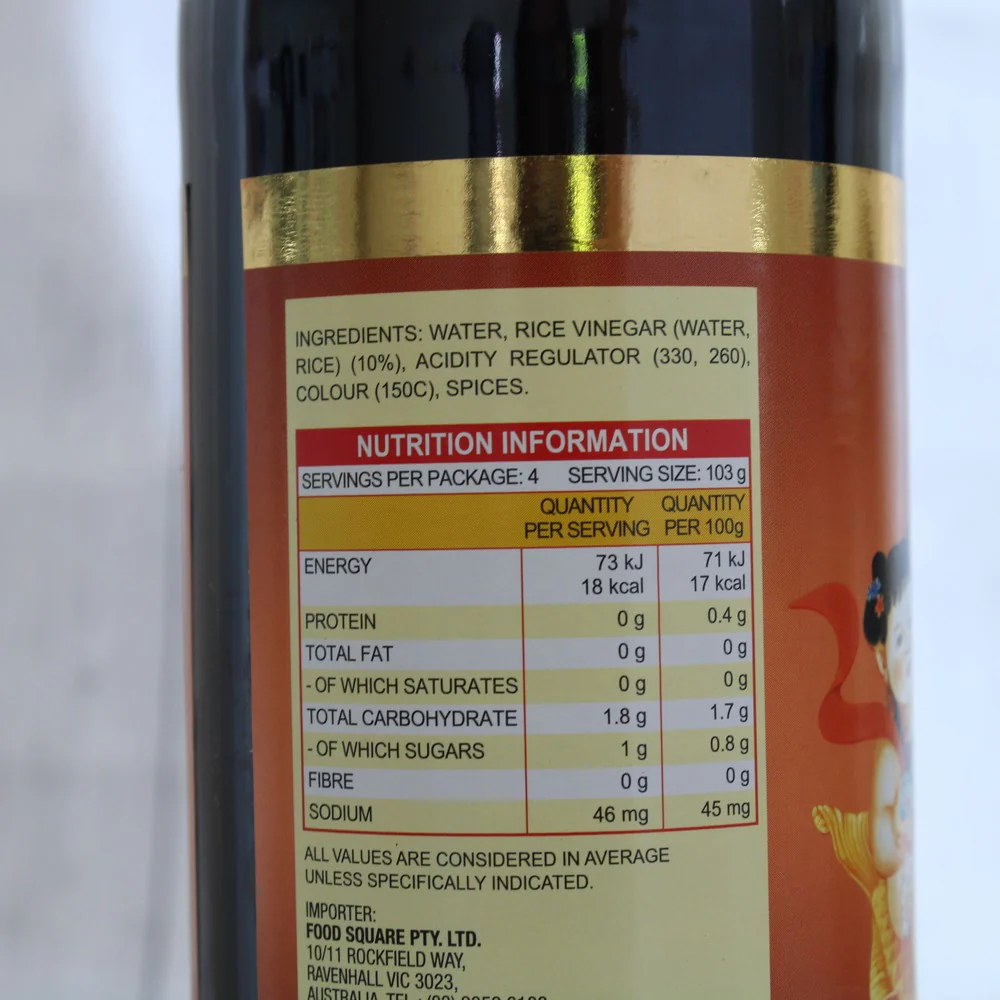 INGREDIENTS: WATER, RICE VINEGAR (WATER,
RICE) (10%), ACIDITY REGULATOR (330, 260),
COLOUR (150C), SPICES.
NUTRITION INFORMATION
SERVINGS PER PACKAGE: 4 SERVING SIZE: 103 g
QUANTITY PER SERVING QUANTITY PER 100g
ENERGY 73 kJ 71 kJ
18 kcal 17 kcal
PROTEIN 0 g 0.4 g
TOTAL FAT 0 g 0 g
- OF WHICH SATURATES 0 g 0 g
TOTAL CARBOHYDRATE 1.8 g 1.7 g
- OF WHICH SUGARS 1 g 0.8 g
FIBRE 0 g 0 g
SODIUM 46 mg 45 mg
ALL VALUES ARE CONSIDERED IN AVERAGE
UNLESS SPECIFICALLY INDICATED.
IMPORTER:
FOOD SQUARE PTY. LTD.
10/11 ROCKFIELD WAY,
RAVENHALL VIC 3023,
AUSTRALIA. TEL.: